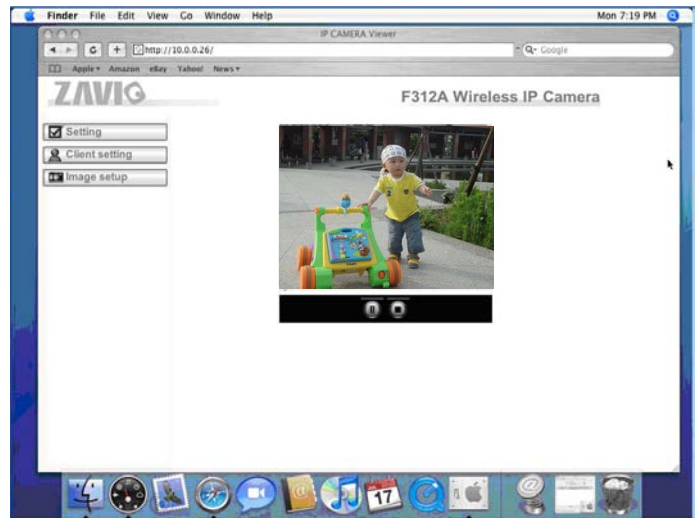 Finder File Edit View Go Window Help Mon 7:19 PM
IP CAMERA Viewer
http://10.0.0.26/ Google
Apple Amazon eBay Yahoo! News
ZAVIO
F312A Wireless IP Camera
Setting
Client setting
Image setup
17